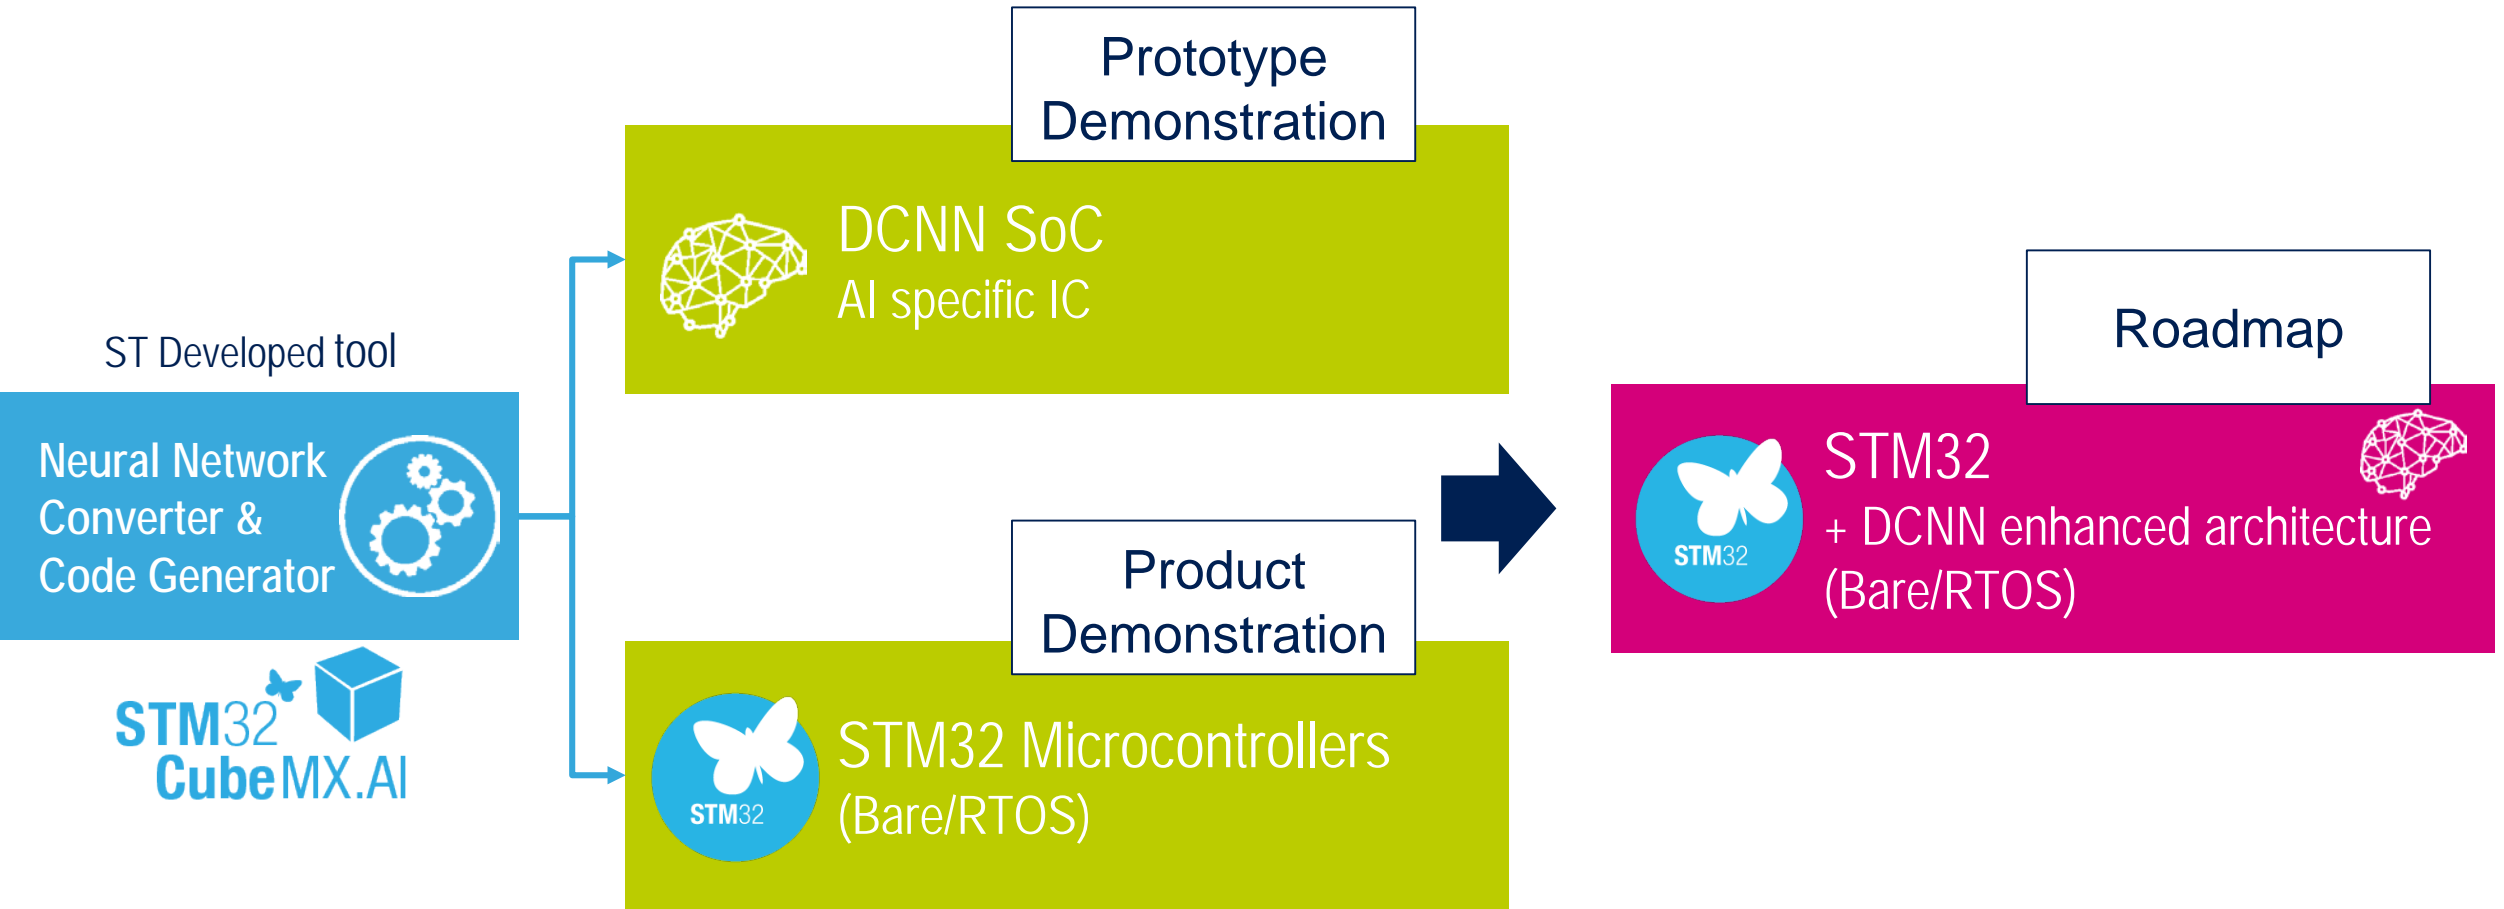 ST Developed tool
Neural Network
Converter &
Code Generator
STM32
CubeMX.AI
Prototype
Demonstration
DCNN SoC
AI specific IC
Product
Demonstration
STM32
STM32 Microcontrollers
(Bare/RTOS)
Roadmap
STM32
STM32
+ DCNN enhanced architecture
(Bare/RTOS)